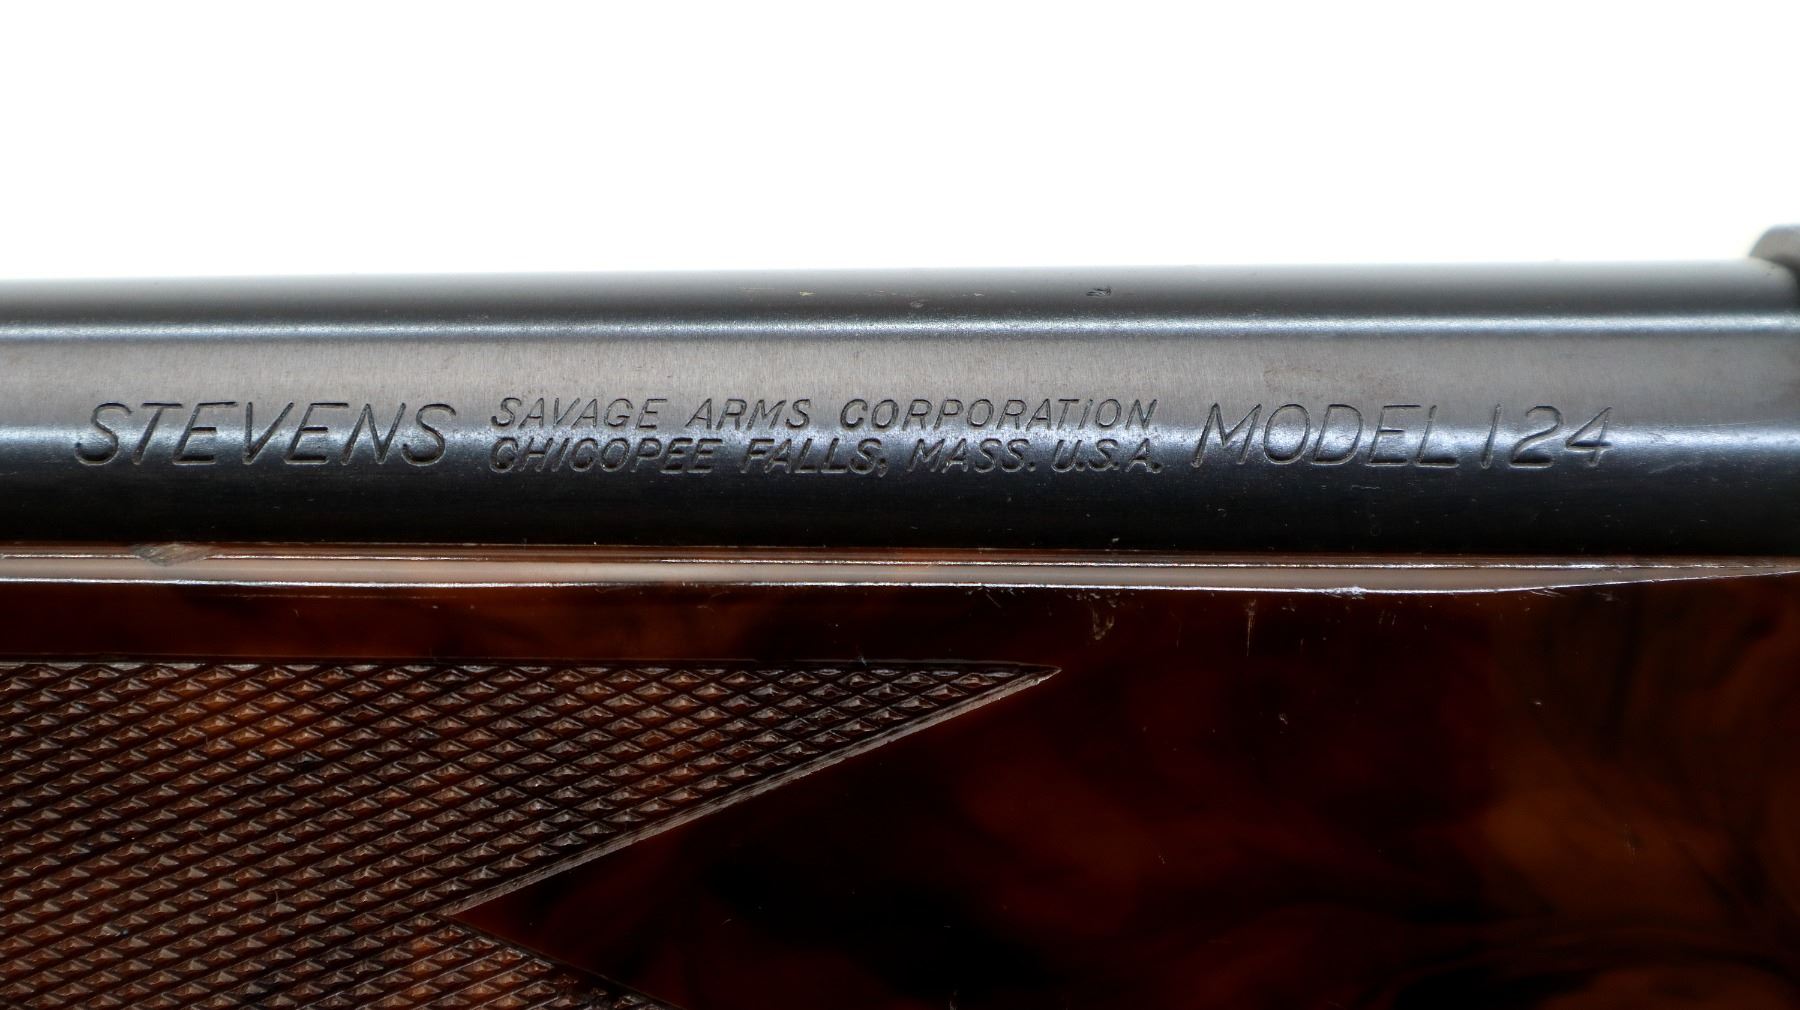 STEVENS SAVAGE ARMS CORPORATION MODEL 124
CHICOPEE FALLS, MASS. U.S.A.